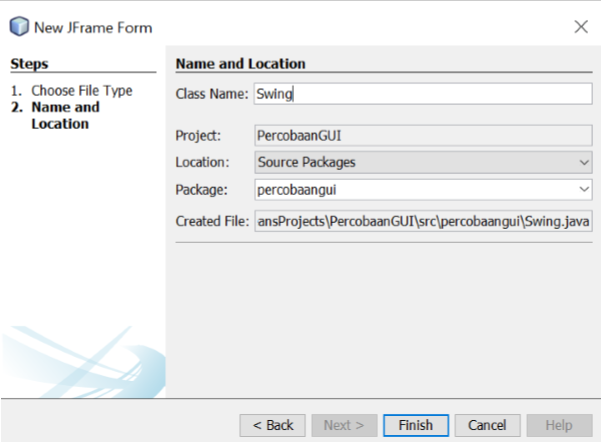 New JFrame Form
Steps
1. Choose File Type
2. Name and
Location
Name and Location
Class Name: Swing
Project: PercobaanGUI
Location: Source Packages
Package: percobaangui
Created File: ansProjects\PercobaanGUI\src\percobaangui\Swing.java
< Back Next > Finish Cancel Help